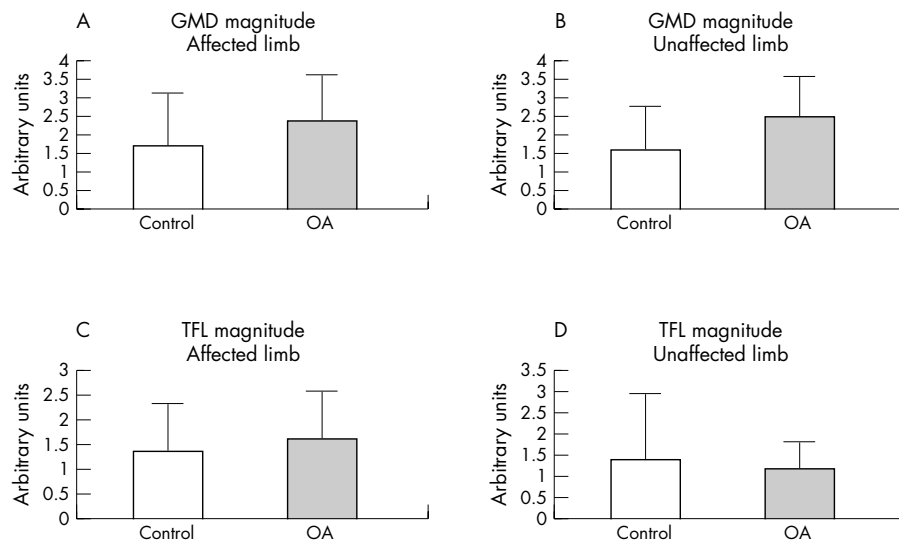 A
GMD magnitude
Affected limb
Arbitrary units
4
3.5
3
2.5
2
1.5
1
0.5
0
Control
OA
B
GMD magnitude
Unaffected limb
Arbitrary units
4
3.5
3
2.5
2
1.5
1
0.5
0
Control
OA
C
TFL magnitude
Affected limb
Arbitrary units
3
2.5
2
1.5
1
0.5
0
Control
OA
D
TFL magnitude
Unaffected limb
Arbitrary units
3.5
3
2.5
2
1.5
1
0.5
0
Control
OA